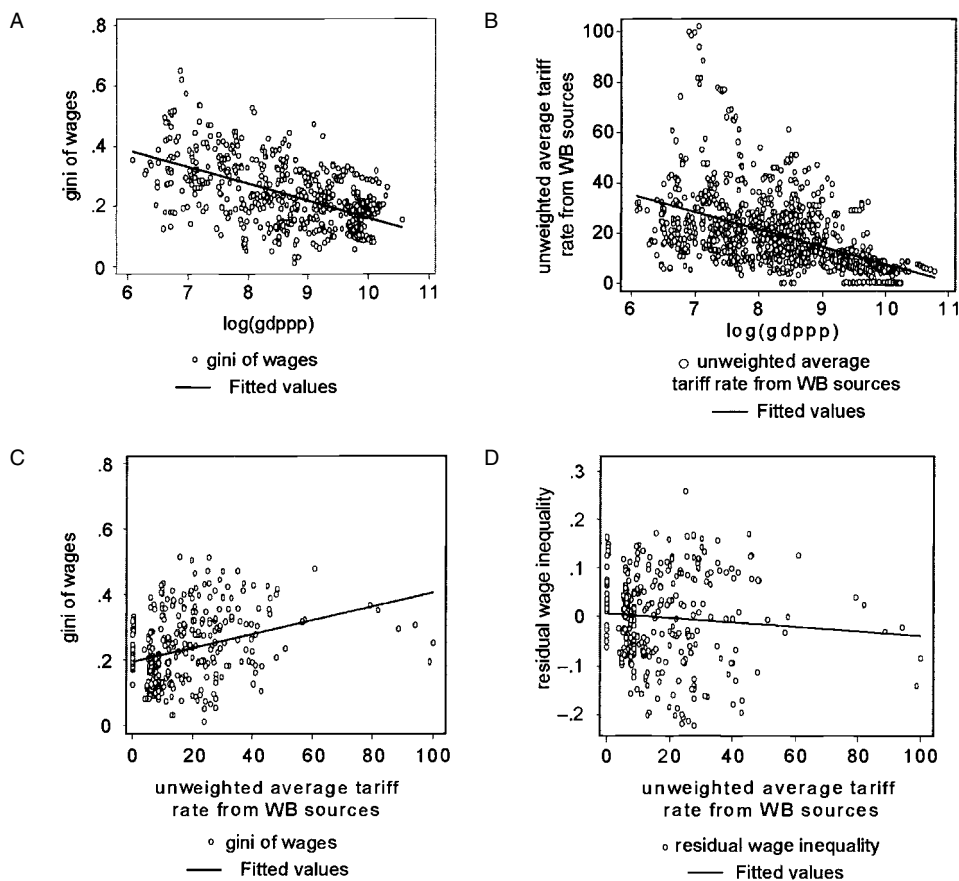 A
.8
.6
.4
.2
0
gini of wages
6 7 8 9 10 11
log(gdppp)
gini of wages
Fitted values
B
100
80
60
40
20
0
unweighted average tariff
rate from WB sources
6 7 8 9 10 11
log(gdppp)
unweighted average
tariff rate from WB sources
Fitted values
C
.8
.6
.4
.2
0
gini of wages
0 20 40 60 80 100
unweighted average tariff
rate from WB sources
gini of wages
Fitted values
D
.3
.2
.1
0
–.1
–.2
residual wage inequality
0 20 40 60 80 100
unweighted average tariff
rate from WB sources
residual wage inequality
Fitted values